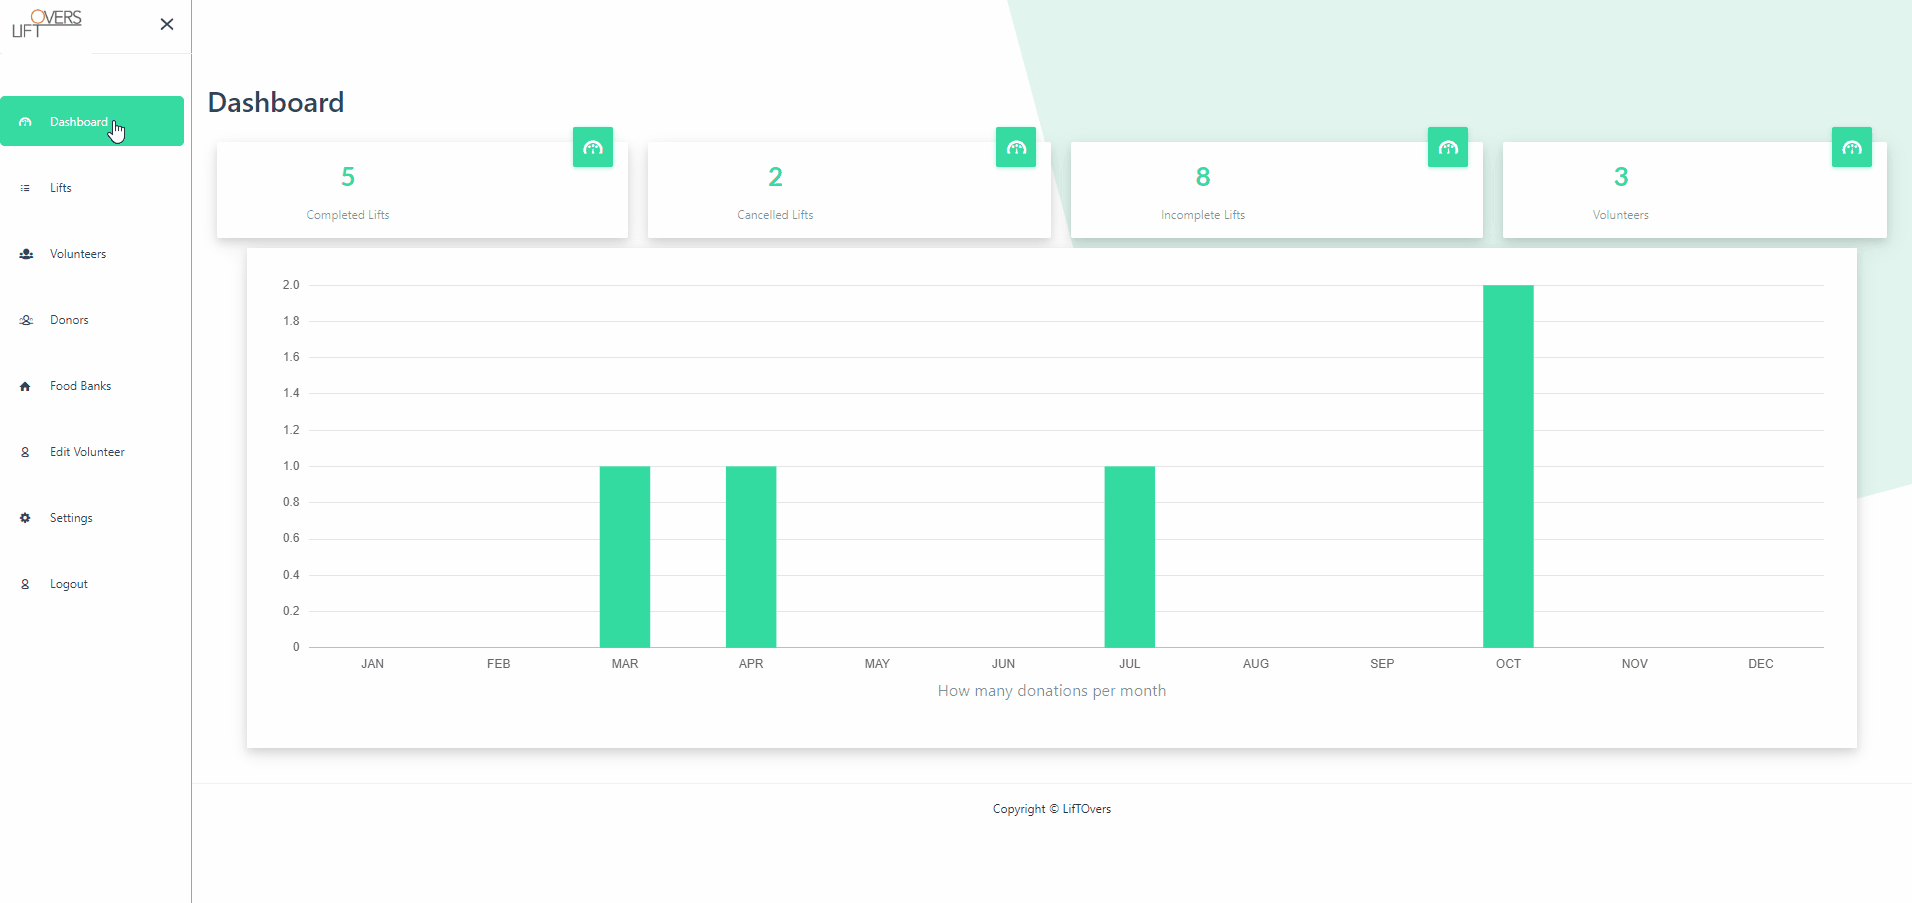 LIFTOVERS
Dashboard
Lifts
Volunteers
Donors
Food Banks
Edit Volunteer
Settings
Logout
Dashboard
5
Completed Lifts
2
Cancelled Lifts
8
Incomplete Lifts
3
Volunteers
2.0
1.8
1.6
1.4
1.2
1.0
0.8
0.6
0.4
0.2
0
JAN FEB MAR APR MAY JUN JUL AUG SEP OCT NOV DEC
How many donations per month
Copyright © LifTOvers